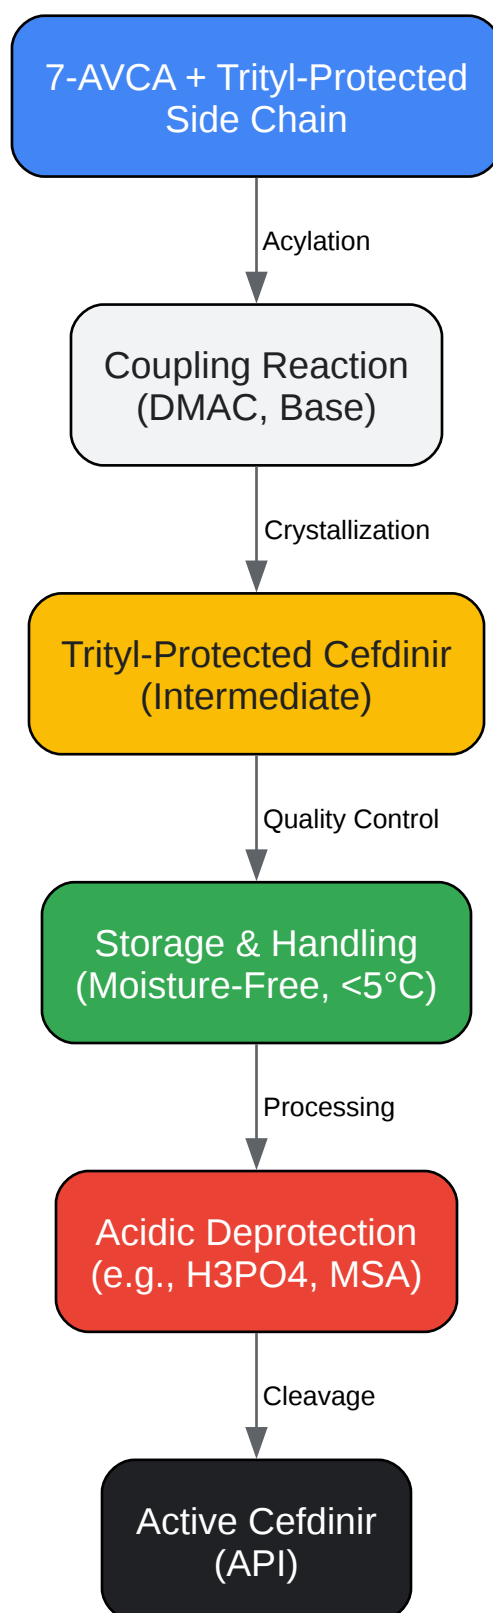 7-AVCA + Trityl-Protected
Side Chain
Acylation
Coupling Reaction
(DMAC, Base)
Crystallization
Trityl-Protected Cefdinir
(Intermediate)
Quality Control
Storage & Handling
(Moisture-Free, <5°C)
Processing
Acidic Deprotection
(e.g., H3PO4, MSA)
Cleavage
Active Cefdinir
(API)